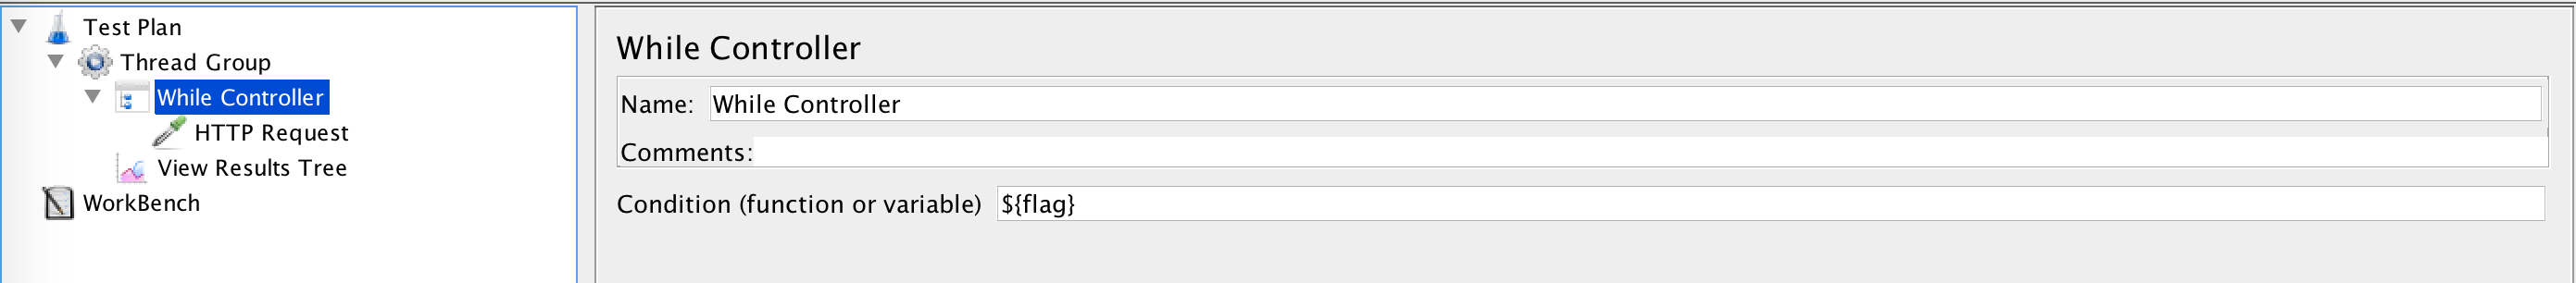 Test Plan
Thread Group
While Controller
HTTP Request
View Results Tree
WorkBench
While Controller
Name: While Controller
Comments:
Condition (function or variable) ${flag}